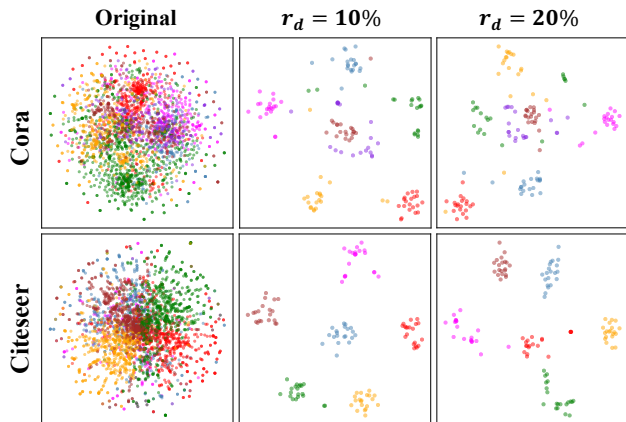 Original
r_d = 10%
r_d = 20%
Cora
Citeseer